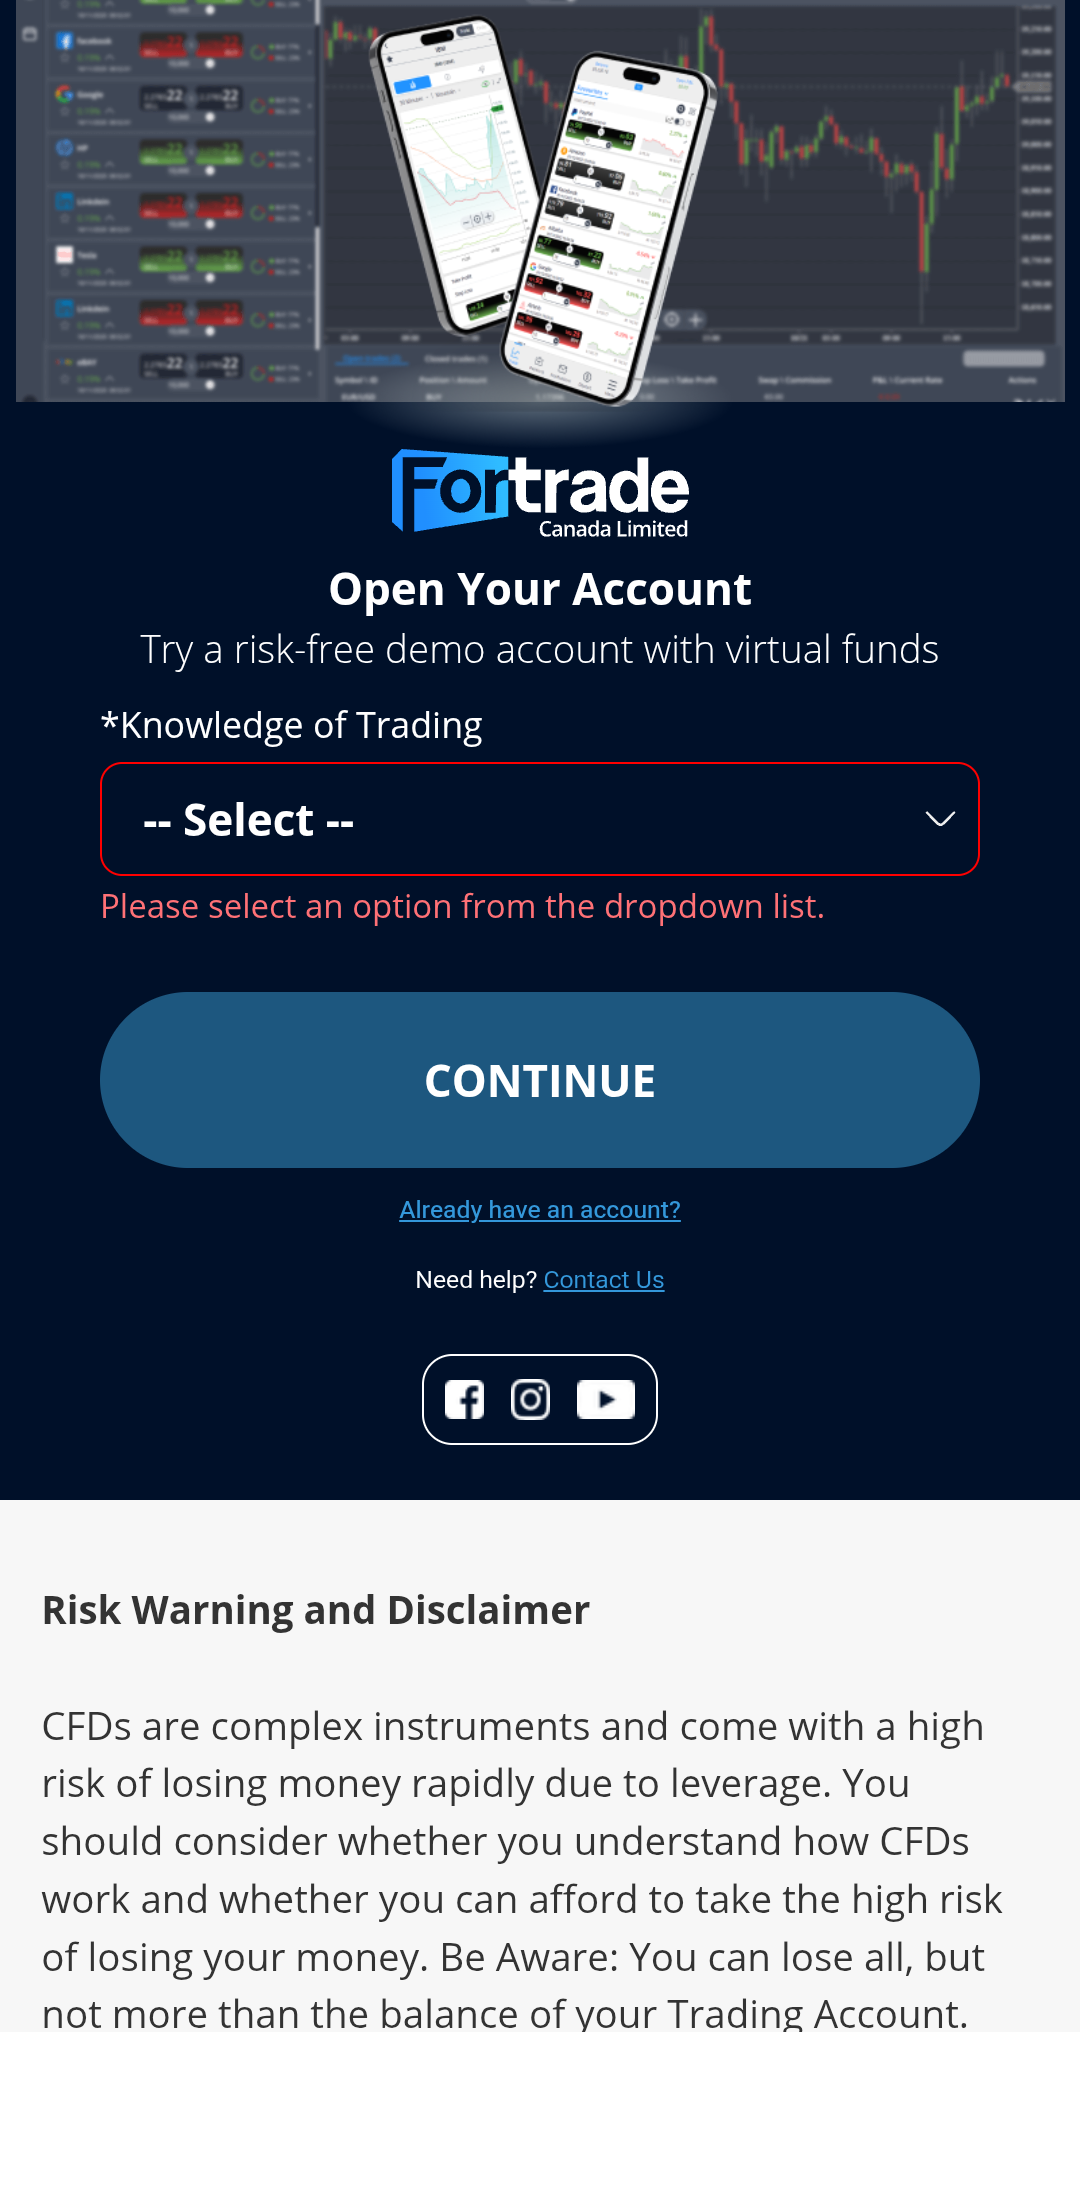 Fortrade
Canada Limited
Open Your Account
Try a risk-free demo account with virtual funds
*Knowledge of Trading
-- Select --
Please select an option from the dropdown list.
CONTINUE
Already have an account?
Need help? Contact Us
Risk Warning and Disclaimer
CFDs are complex instruments and come with a high
risk of losing money rapidly due to leverage. You
should consider whether you understand how CFDs
work and whether you can afford to take the high risk
of losing your money. Be Aware: You can lose all, but
not more than the balance of your Trading Account.